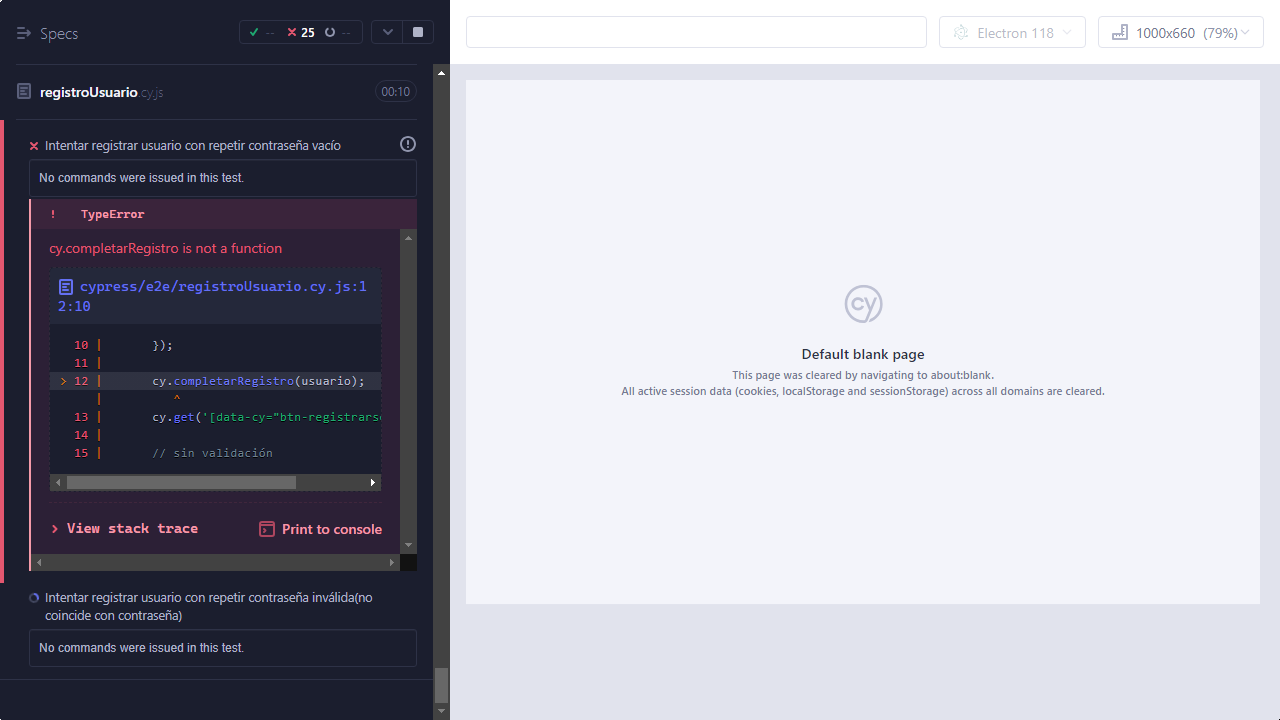 Specs
--
25
--
Electron 118
1000x660 (79%)
registroUsuario.cy.js
00:10
Intentar registrar usuario con repetir contraseña vacío
No commands were issued in this test.
! TypeError
cy.completarRegistro is not a function
cypress/e2e/registroUsuario.cy.js:1
2:10
10 | });
11 |
> 12 | cy.completarRegistro(usuario);
| ^
13 | cy.get('[data-cy="btn-registrars
14 |
15 | // sin validación
View stack trace
Print to console
Intentar registrar usuario con repetir contraseña inválida(no
coincide con contraseña)
No commands were issued in this test.
cy
Default blank page
This page was cleared by navigating to about:blank.
All active session data (cookies, localStorage and sessionStorage) across all domains are cleared.